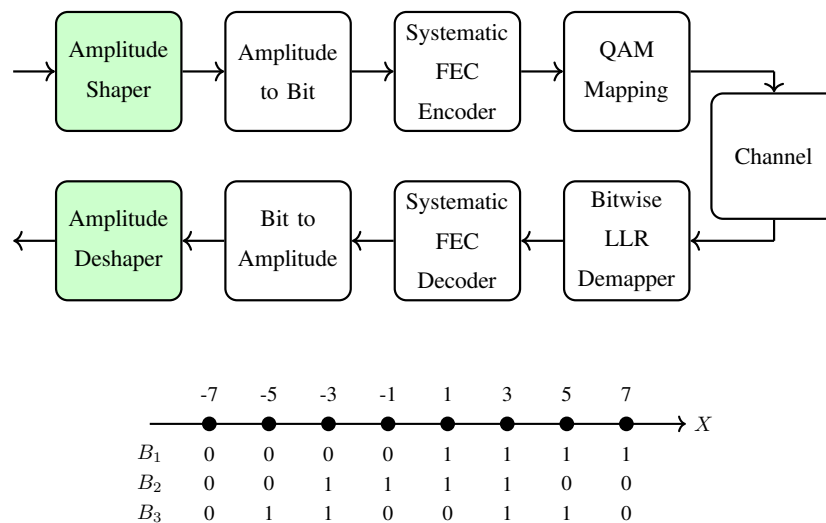 Amplitude
Shaper
Amplitude
to Bit
Systematic
FEC
Encoder
QAM
Mapping
Channel
Amplitude
Deshaper
Bit to
Amplitude
Systematic
FEC
Decoder
Bitwise
LLR
Demapper
-7 -5 -3 -1 1 3 5 7
X
B₁ 0 0 0 0 1 1 1 1
B₂ 0 0 1 1 1 1 0 0
B₃ 0 1 1 0 0 1 1 0